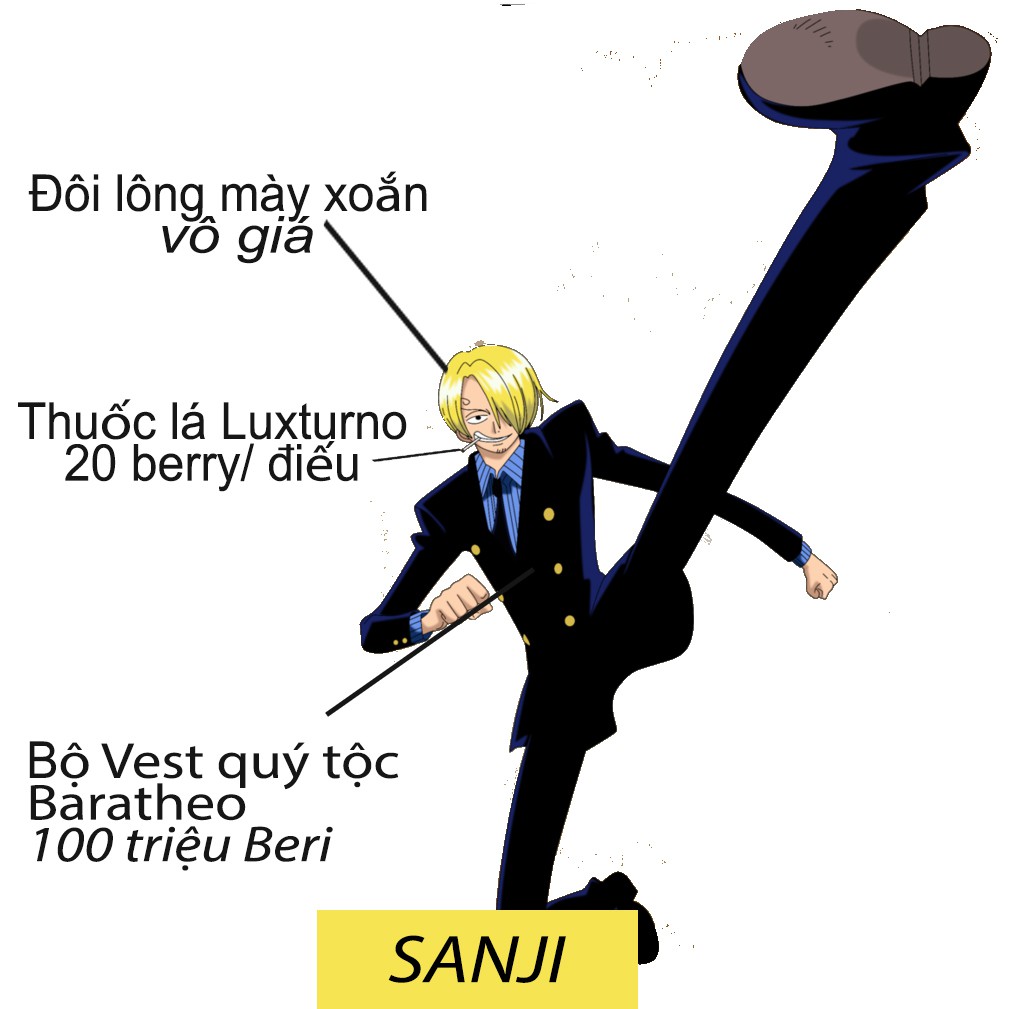 Đôi lông mày xoắn
vô giá
Thuốc lá Luxturno
20 berry/ điếu
Bộ Vest quý tộc
Baratheo
100 triệu Beri
SANJI